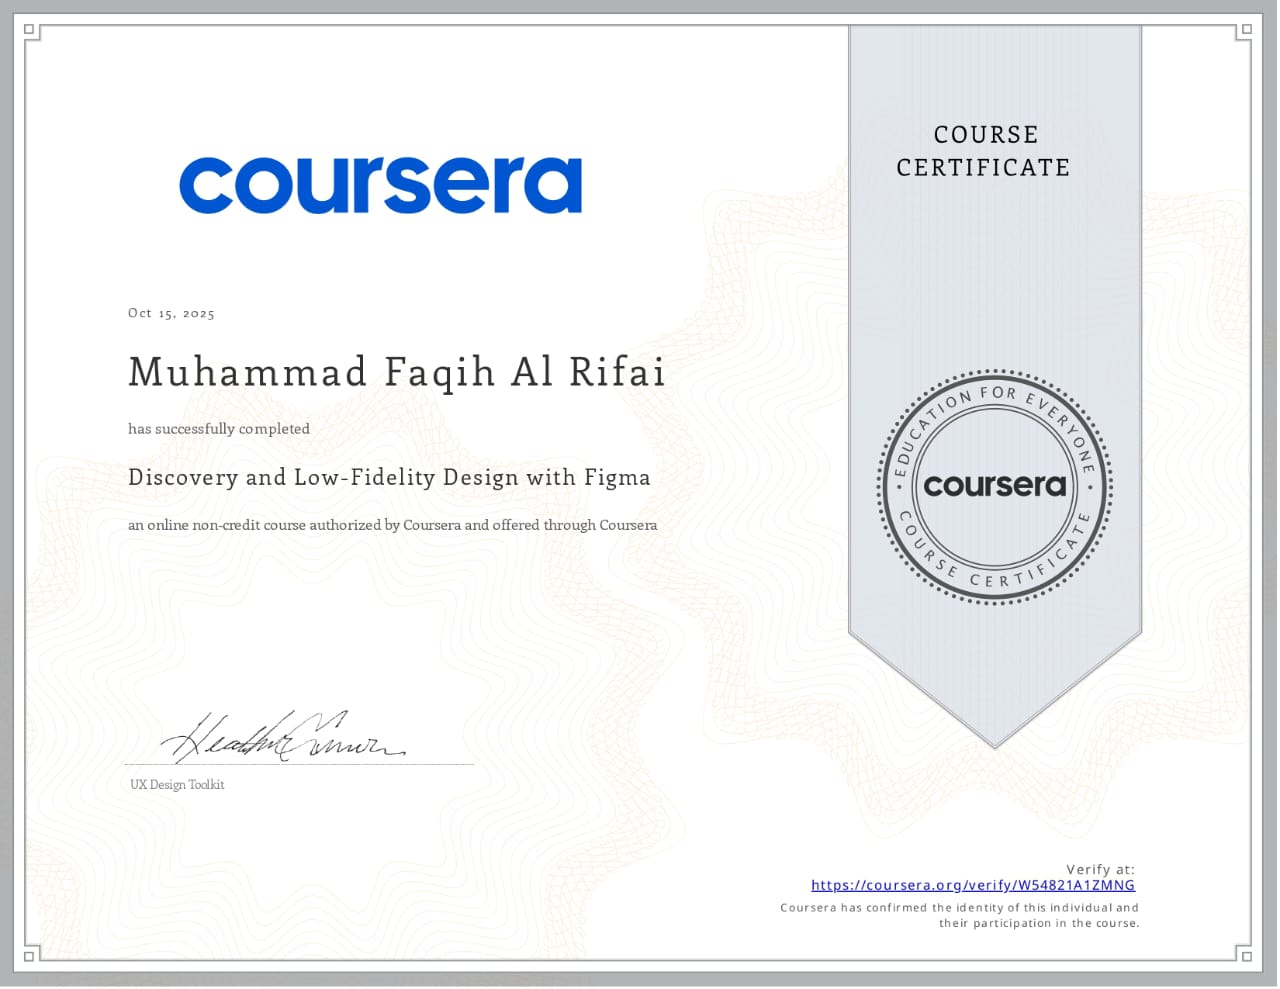 coursera
COURSE
CERTIFICATE
Oct 15, 2025
Muhammad Faqih Al Rifai
has successfully completed
Discovery and Low-Fidelity Design with Figma
an online non-credit course authorized by Coursera and offered through Coursera
EDUCATION FOR EVERYONE
coursera
COURSE CERTIFICATE
UX Design Toolkit
Verify at:
https://coursera.org/verify/W54821A1ZMNG
Coursera has confirmed the identity of this individual and
their participation in the course.